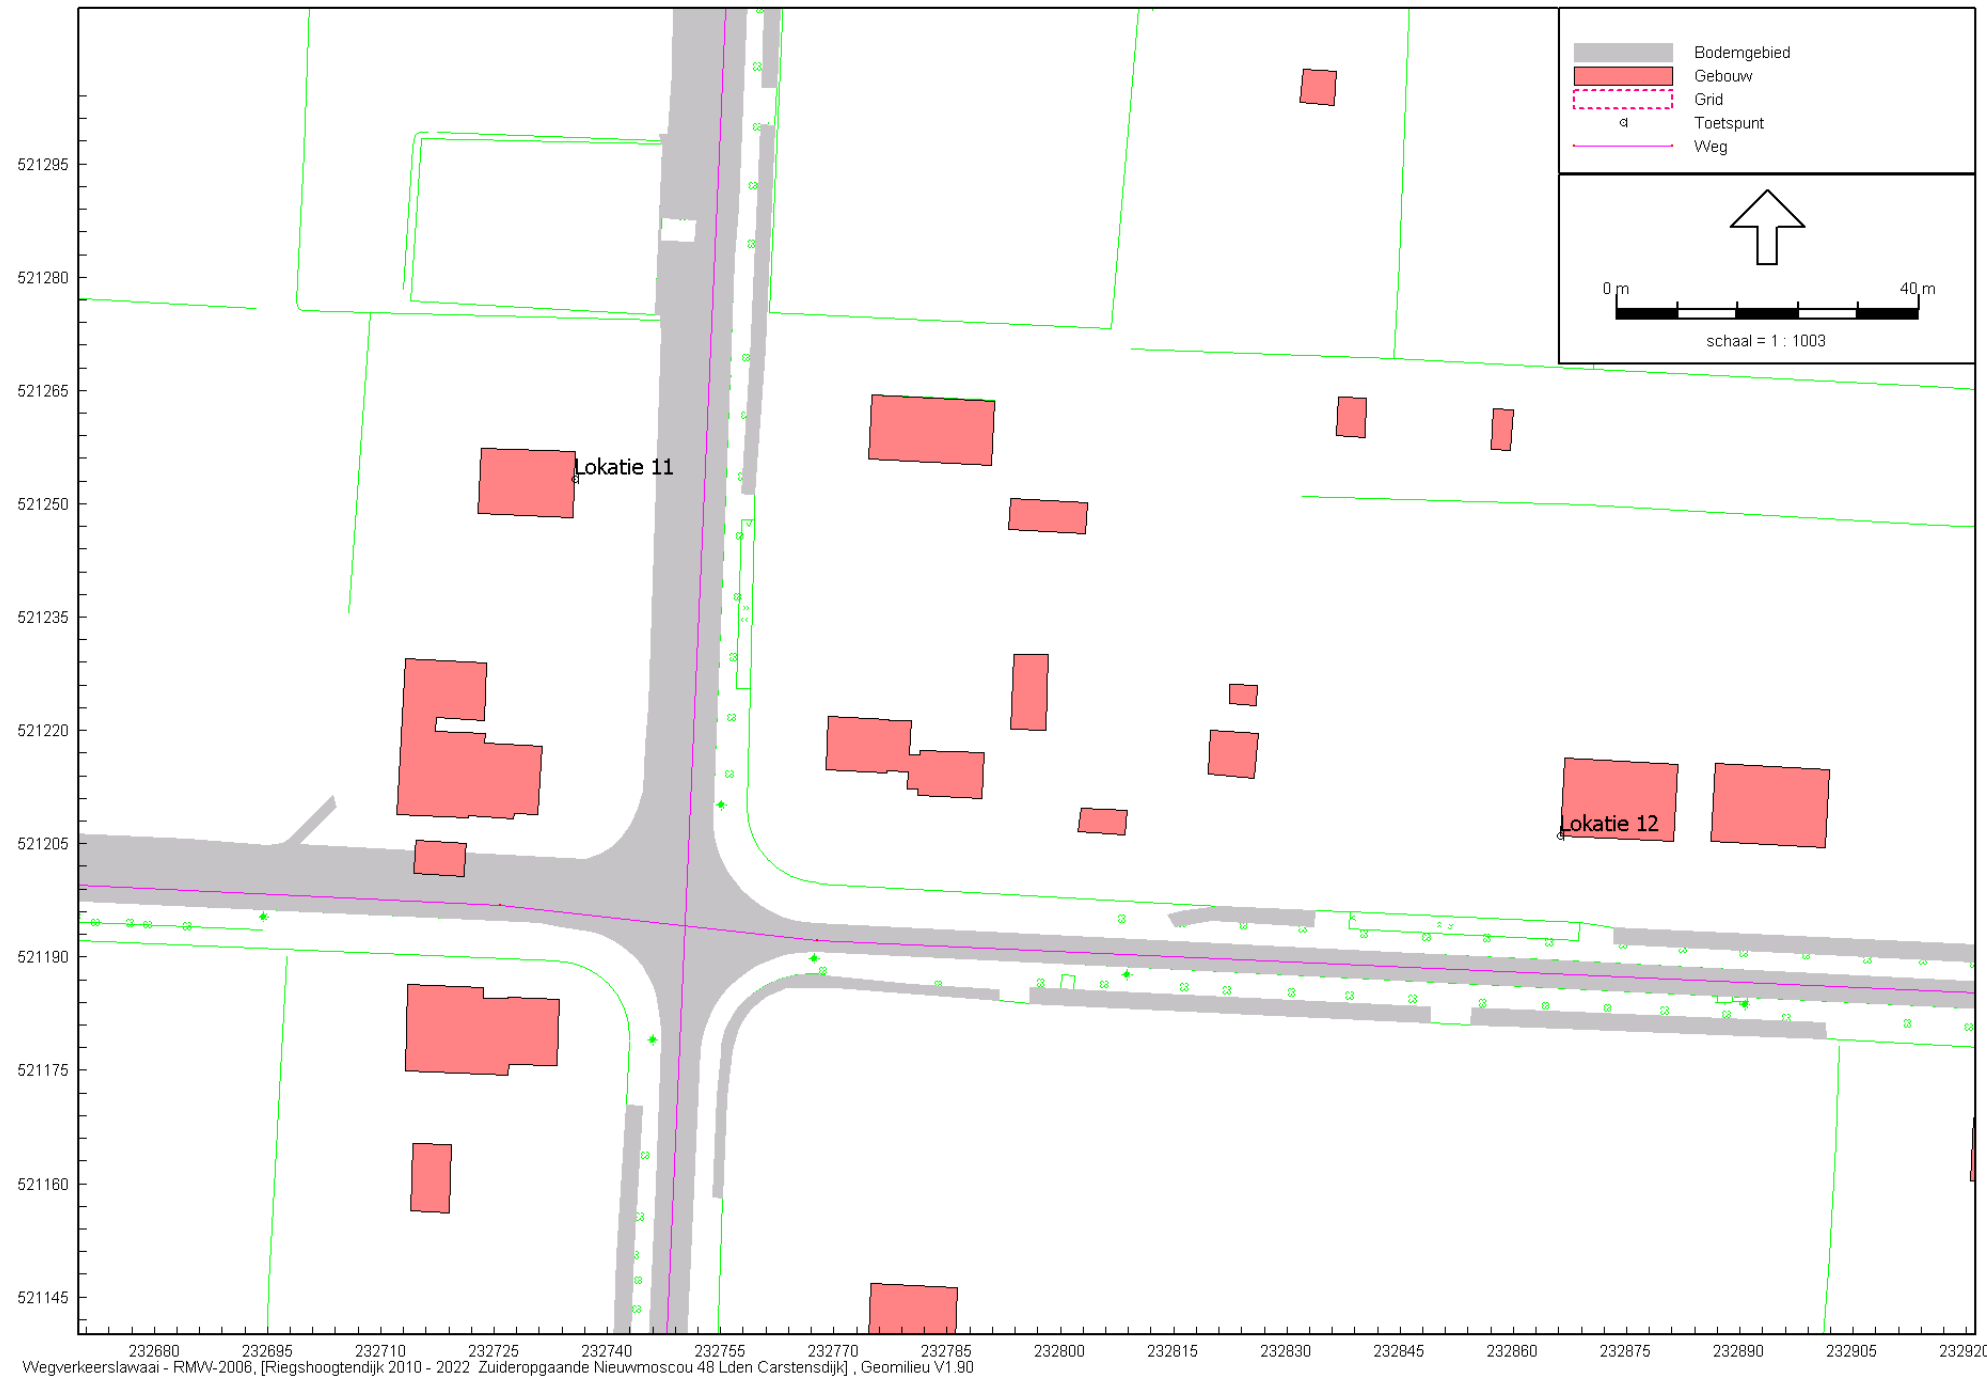 Bodemgebied
Gebouw
Grid
Toetspunt
Weg
0 m 40 m
schaal = 1 : 1003
521295
521280
521265
521250
521235
521220
521205
521190
521175
521160
521145
Lokatie 11
Lokatie 12
232680 232695 232710 232725 232740 232755 232770 232785 232800 232815 232830 232845 232860 232875 232890 232905 232920
Wegverkeerslawaai - RMW-2006, [Riegshoogtendijk 2010 - 2022 Zuideropgaande Nieuwmoscou 48 Lden Carstensdijk] , Geomilieu V1.90